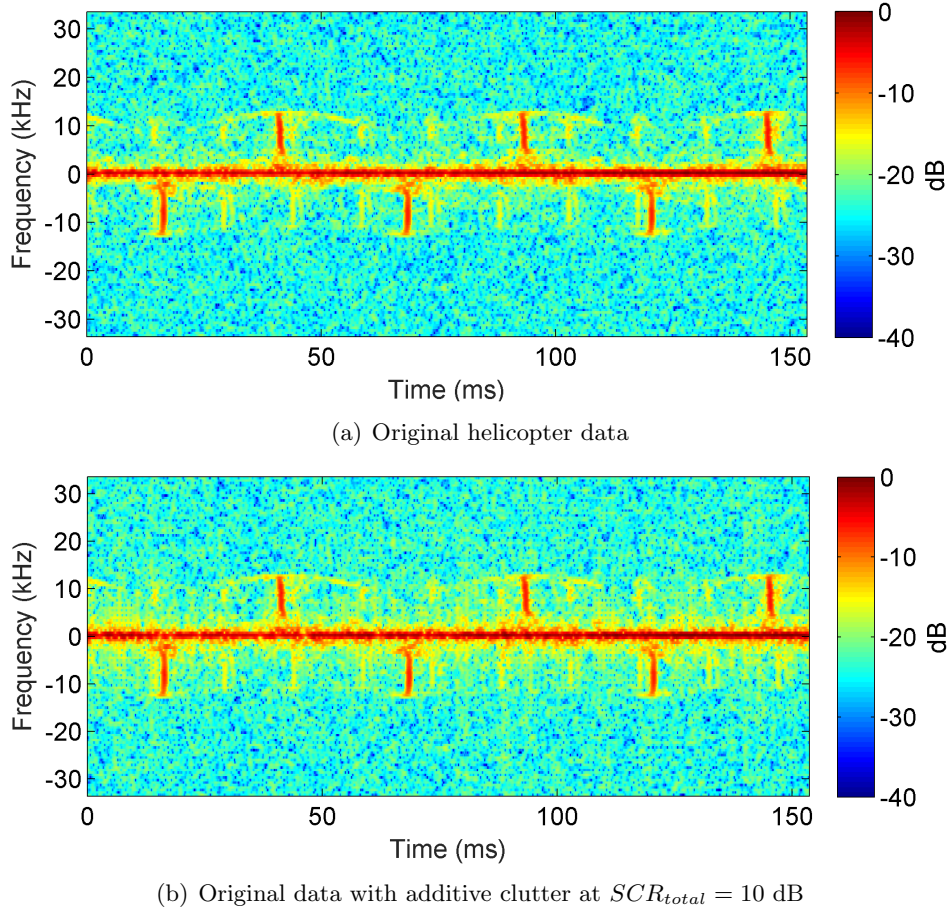 30
20
10
0
-10
-20
-30
Frequency (kHz)
0 50 100 150
Time (ms)
0
-10
-20
-30
-40
dB
(a) Original helicopter data
30
20
10
0
-10
-20
-30
Frequency (kHz)
0 50 100 150
Time (ms)
0
-10
-20
-30
-40
dB
(b) Original data with additive clutter at SCR_total = 10 dB